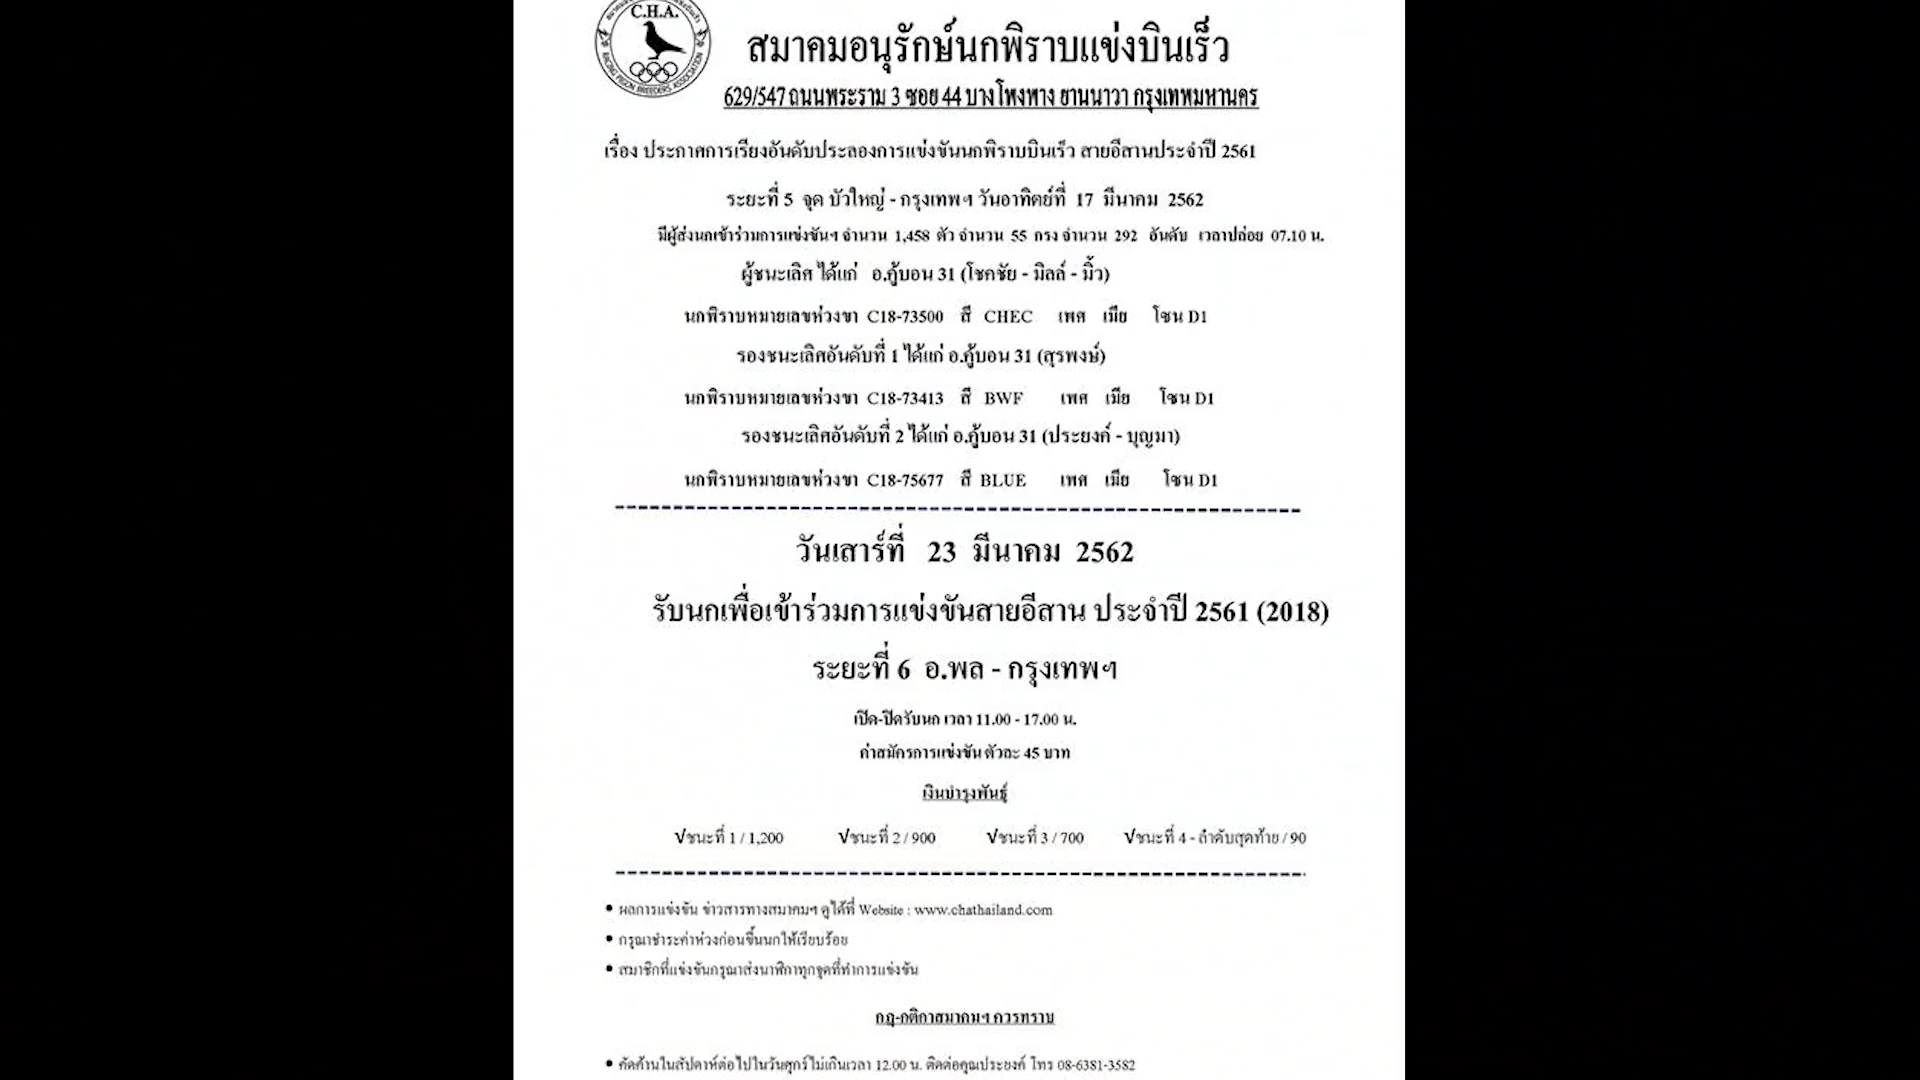 C.H.A.
RACING PIGEON BREEDERS ASSOCIATION
สมาคมอนุรักษ์นกพิราบแข่งบินเร็ว
629/547 ถนนพระราม 3 ซอย 44 บางโพงพาง ยานนาวา กรุงเทพมหานคร
เรื่อง ประกาศการเรียงอันดับประลองการแข่งขันนกพิราบบินเร็ว สายอีสานประจำปี 2561
ระยะที่ 5 จุด บัวใหญ่ - กรุงเทพฯ วันอาทิตย์ที่ 17 มีนาคม 2562
มีผู้ส่งนกเข้าร่วมการแข่งขันฯ จำนวน 1,458 ตัว จำนวน 55 กรง จำนวน 292 อันดับ เวลาปล่อย 07.10 น.
ผู้ชนะเลิศ ได้แก่ อ.กู้บอน 31 (โชคชัย - มิลล์ - มิ้ว)
นกพิราบหมายเลขห่วงขา C18-73500 สี CHEC เพศ เมีย โซน D1
รองชนะเลิศอันดับที่ 1 ได้แก่ อ.กู้บอน 31 (สุรพงษ์)
นกพิราบหมายเลขห่วงขา C18-73413 สี BWF เพศ เมีย โซน D1
รองชนะเลิศอันดับที่ 2 ได้แก่ อ.กู้บอน 31 (ประยงค์ - บุญมา)
นกพิราบหมายเลขห่วงขา C18-75677 สี BLUE เพศ เมีย โซน D1
วันเสาร์ที่ 23 มีนาคม 2562
รับนกเพื่อเข้าร่วมการแข่งขันสายอีสาน ประจำปี 2561 (2018)
ระยะที่ 6 อ.พล - กรุงเทพฯ
เปิด-ปิดรับนก เวลา 11.00 - 17.00 น.
ค่าสมัครการแข่งขัน ตัวละ 45 บาท
เงินบำรุงพันธุ์
√ชนะที่ 1 / 1,200 √ชนะที่ 2 / 900 √ชนะที่ 3 / 700 √ชนะที่ 4 - ลำดับสุดท้าย / 90
• ผลการแข่งขัน ข่าวสารทางสมาคมฯ ดูได้ที่ Website : www.chathailand.com
• กรุณาชำระค่าห่วงก่อนขึ้นนกให้เรียบร้อย
• สมาชิกที่แข่งขันกรุณาส่งนาฬิกาทุกจุดที่ทำการแข่งขัน
กฎ-กติกาสมาคมฯ ควรทราบ
• คัดค้านในสัปดาห์ต่อไปในวันศุกร์ไม่เกินเวลา 12.00 น. ติดต่อคุณประยงค์ โทร 08-6381-3582